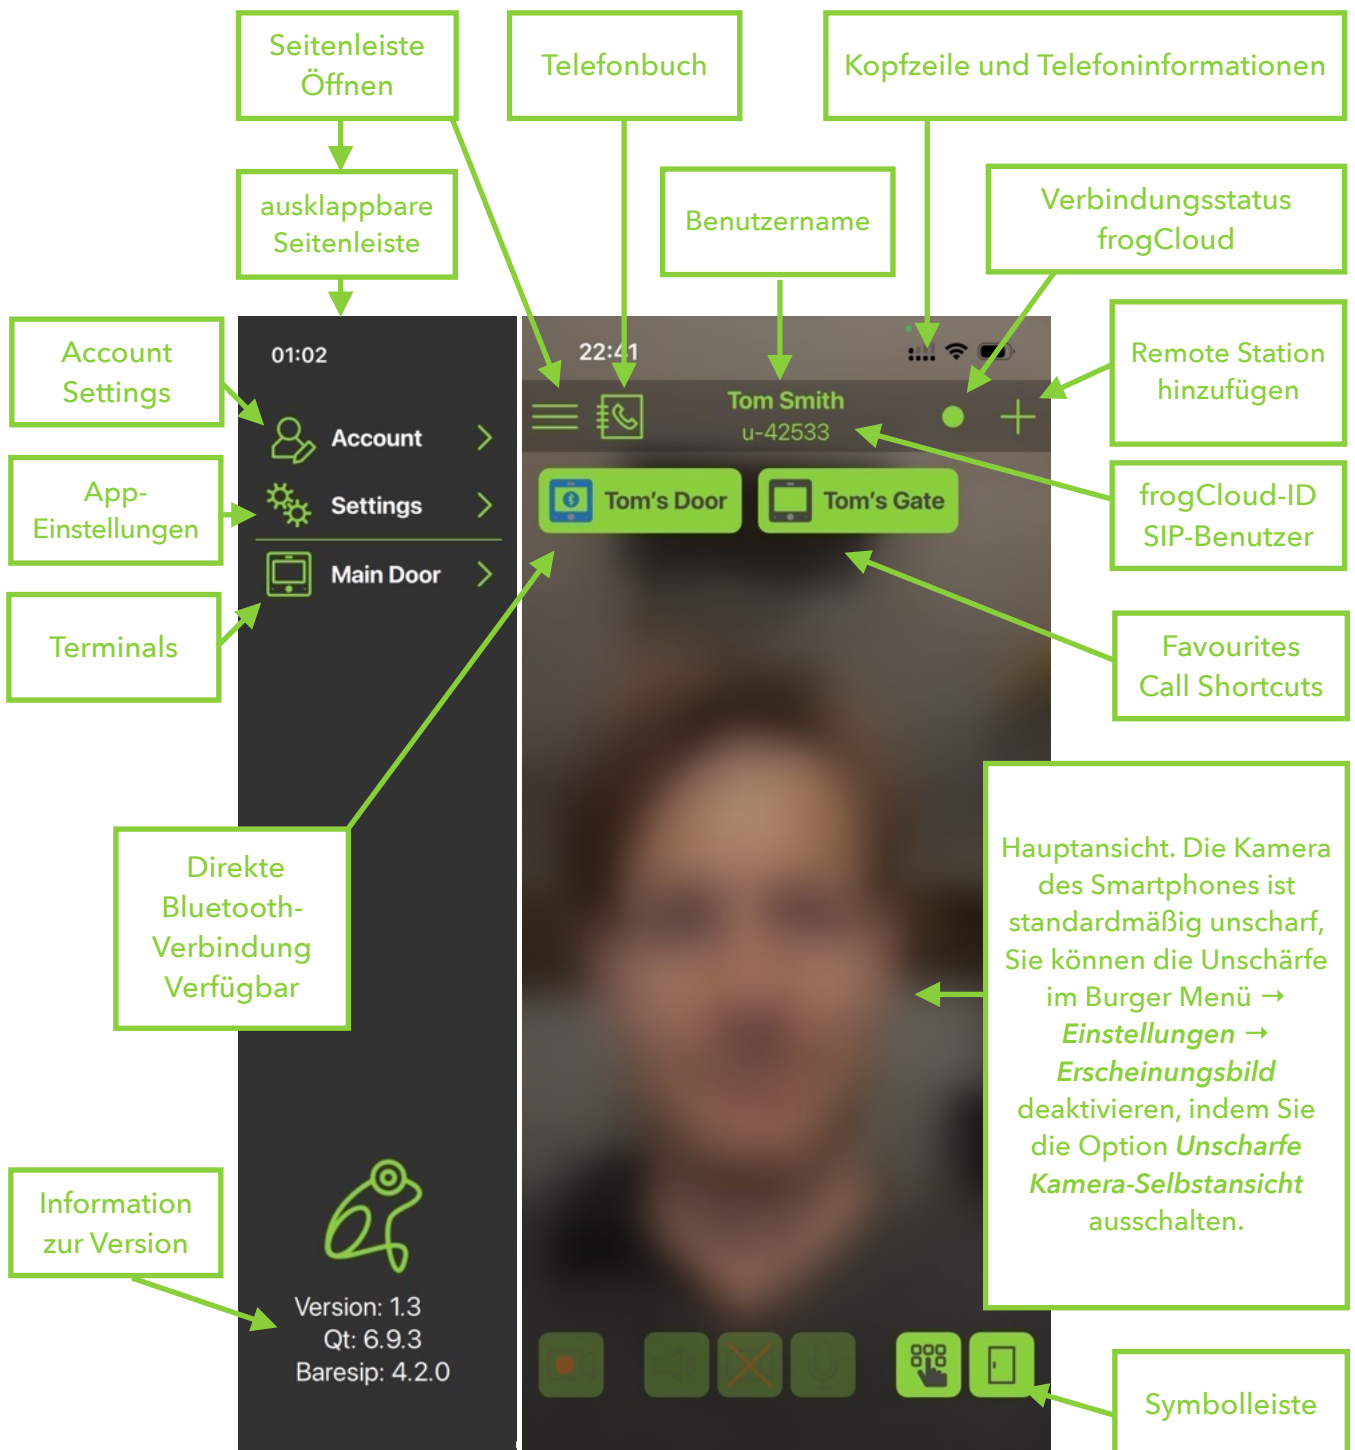 Seitenleiste
Öffnen
Telefonbuch
Kopfzeile und Telefoninformationen
ausklappbare
Seitenleiste
Benutzername
Verbindungsstatus
frogCloud
Account
Settings
01:02
22:41
Remote Station
hinzufügen
Account
Tom Smith
u-42533
App-
Einstellungen
Settings
Tom's Door
Tom's Gate
frogCloud-ID
SIP-Benutzer
Terminals
Main Door
Favourites
Call Shortcuts
Direkte
Bluetooth-
Verbindung
Verfügbar
Hauptansicht. Die Kamera
des Smartphones ist
standardmäßig unscharf,
Sie können die Unschärfe
im Burger Menü →
Einstellungen →
Erscheinungsbild
deaktivieren, indem Sie
die Option Unscharfe
Kamera-Selbstansicht
ausschalten.
Information
zur Version
Version: 1.3
Qt: 6.9.3
Baresip: 4.2.0
Symbolleiste